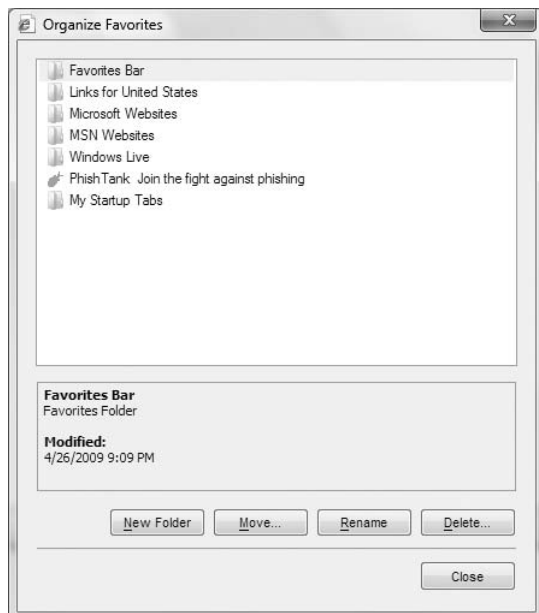 Organize Favorites
Favorites Bar
Links for United States
Microsoft Websites
MSN Websites
Windows Live
PhishTank Join the fight against phishing
My Startup Tabs
Favorites Bar
Favorites Folder
Modified:
4/26/2009 9:09 PM
New Folder Move... Rename Delete...
Close